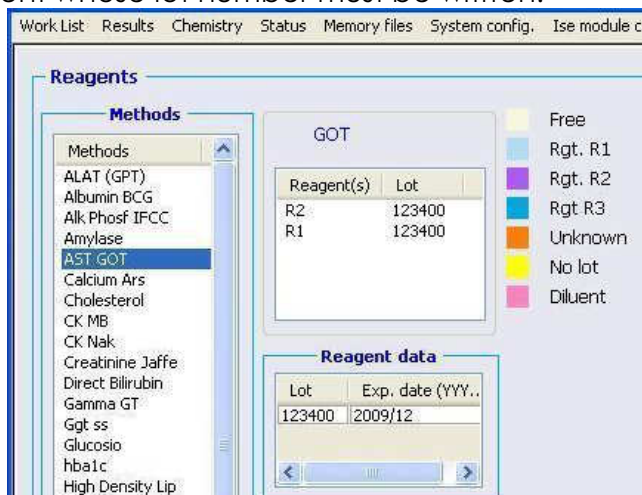 whose lot number must be written.
Work List Results Chemistry Status Memory files System config. Ise module c
Reagents
Methods
Methods
ALAT (GPT)
Albumin BCG
Alk Phosf IFCC
Amylase
AST GOT
Calcium Ars
Cholesterol
CK MB
CK Nak
Creatinine Jaffe
Direct Bilirubin
Gamma GT
Ggt ss
Glucosio
hba1c
High Density Lip
GOT
Reagent(s) Lot
R2 123400
R1 123400
Reagent data
Lot Exp. date (YYY..
123400 2009/12
Free
Rgt. R1
Rgt. R2
Rgt R3
Unknown
No lot
Diluent